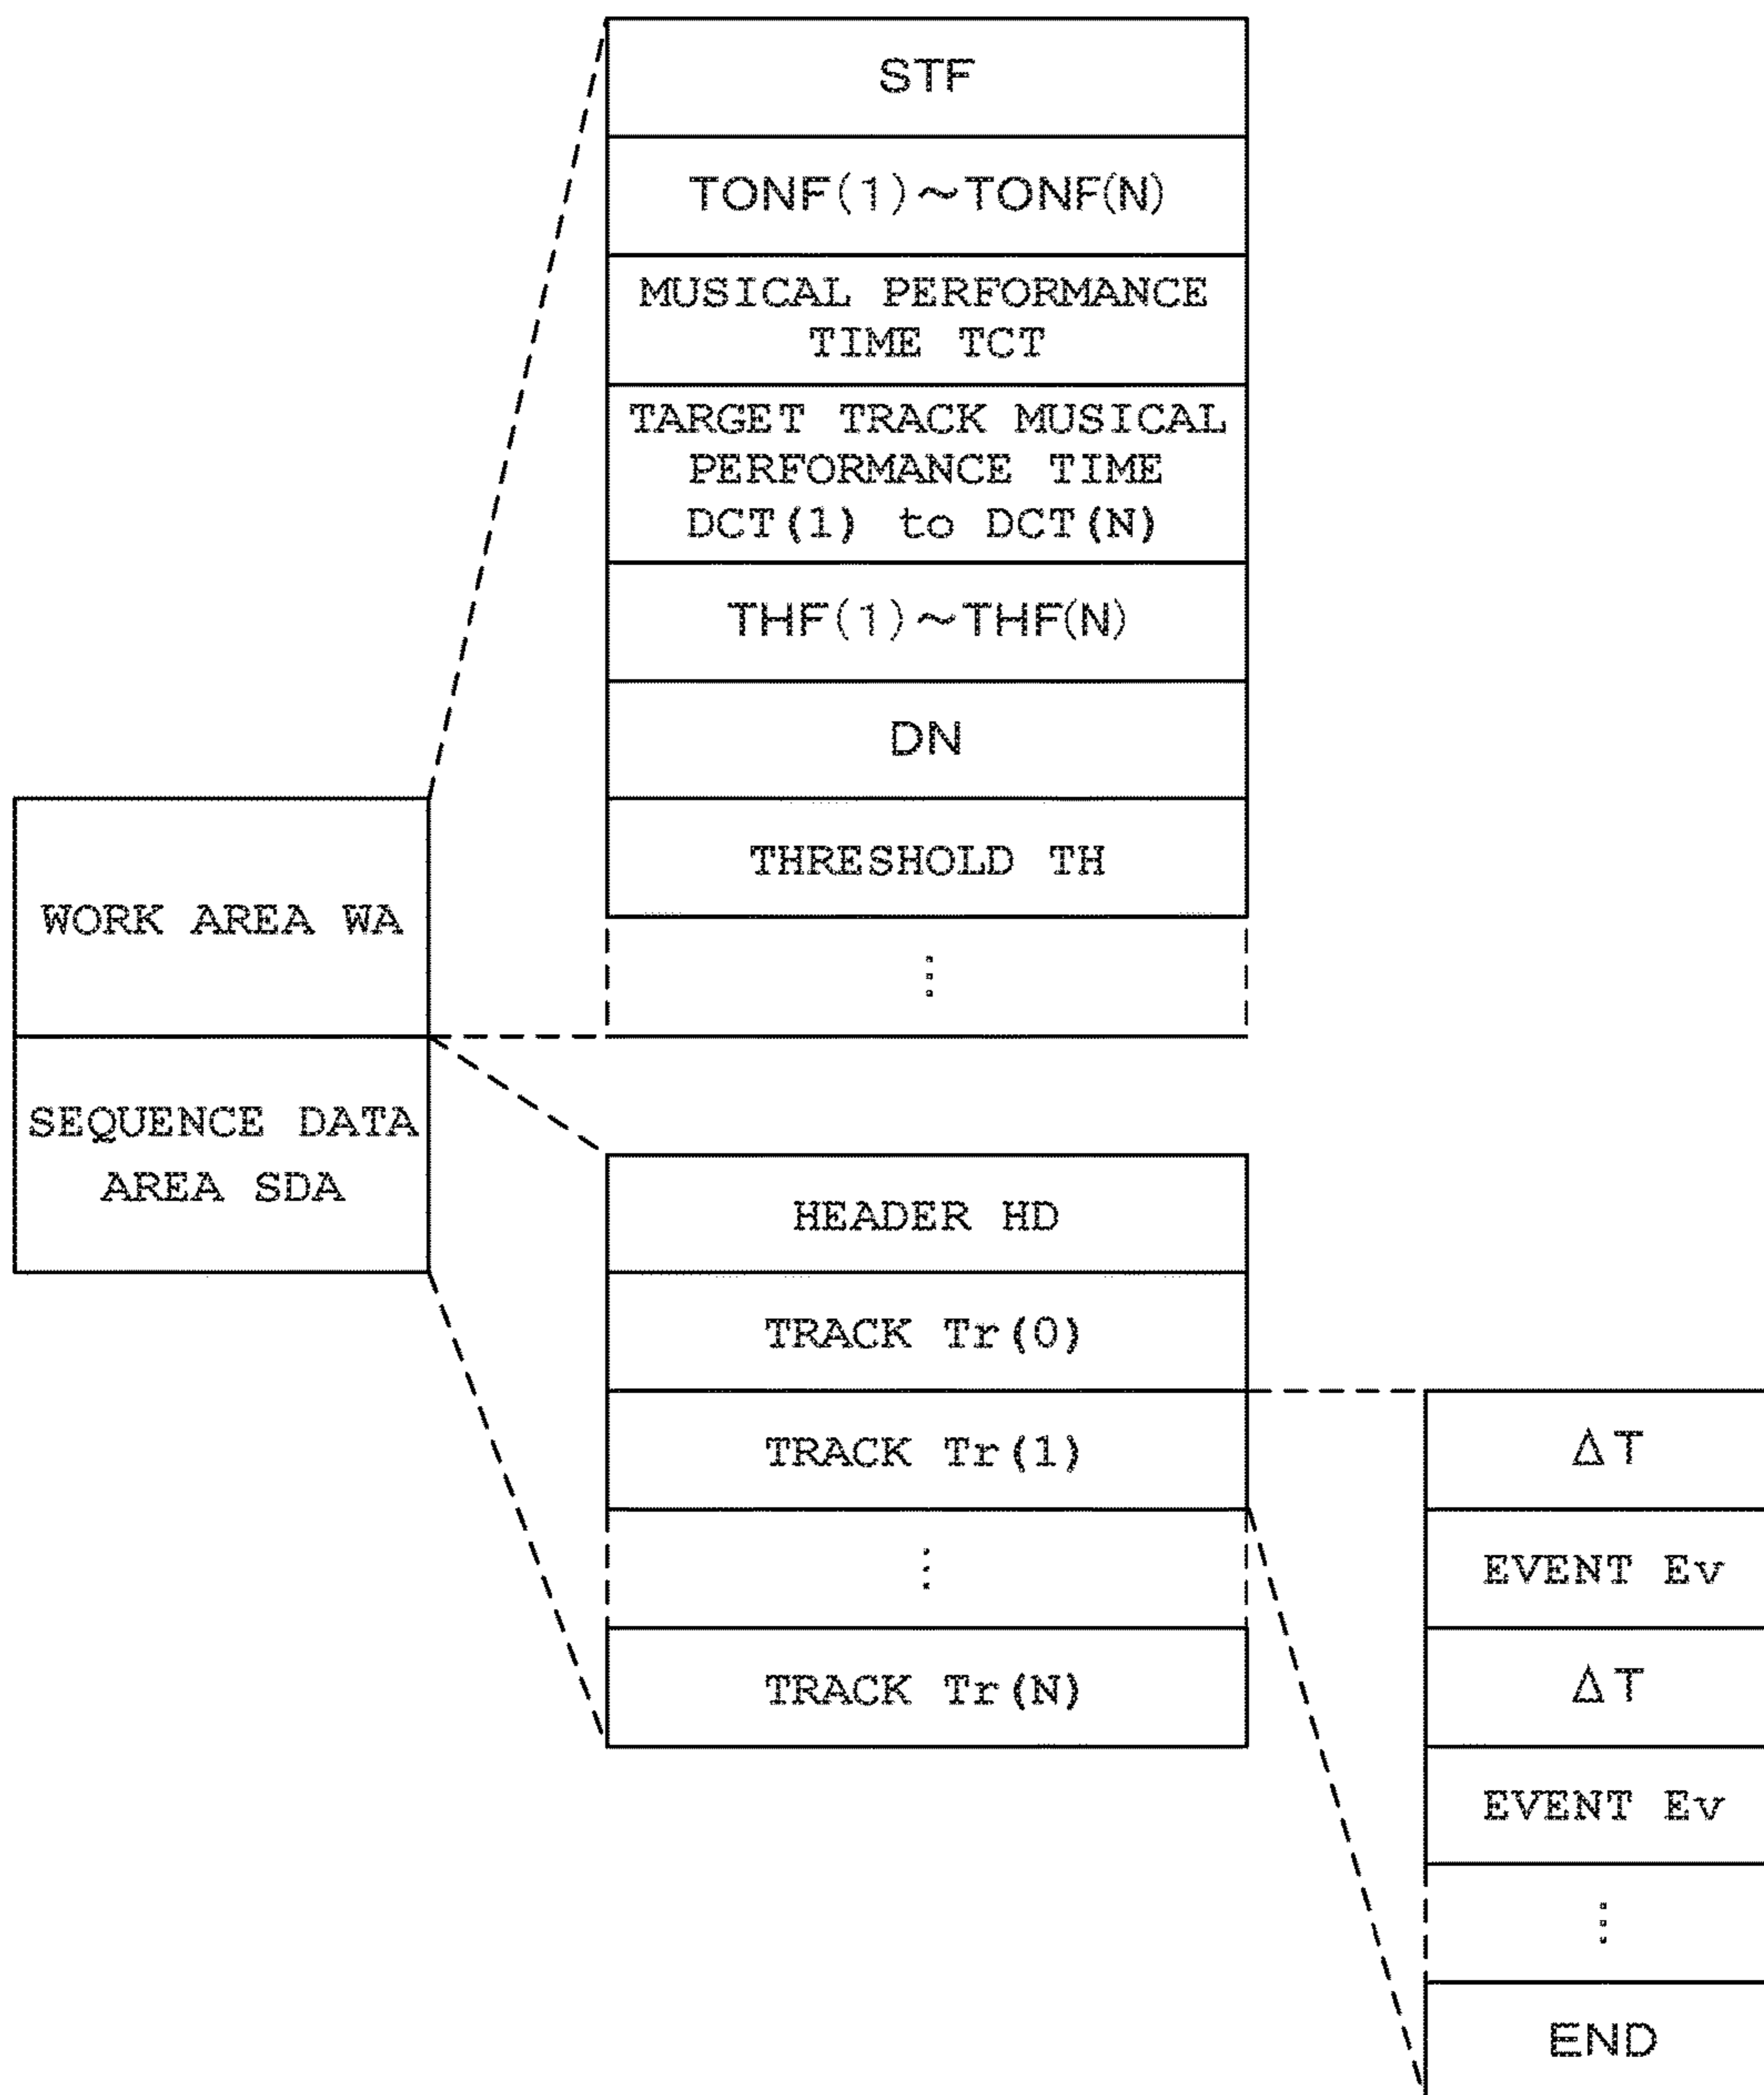 STF
TONF(1)~TONF(N)
MUSICAL PERFORMANCE
TIME TCT
TARGET TRACK MUSICAL
PERFORMANCE TIME
DCT(1) to DCT(N)
THF(1)~THF(N)
DN
THRESHOLD TH
⋮
WORK AREA WA
SEQUENCE DATA
AREA SDA
HEADER HD
TRACK Tr(0)
TRACK Tr(1)
⋮
TRACK Tr(N)
ΔT
EVENT Ev
ΔT
EVENT Ev
⋮
END